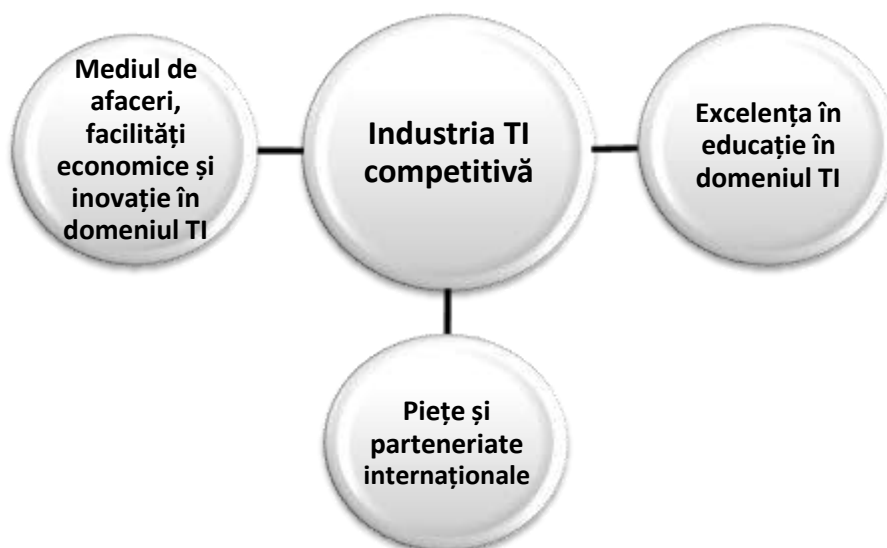 Mediul de
afaceri,
facilități
economice și
inovație în
domeniul TI
Industria TI
competitivă
Excelența în
educație în
domeniul TI
Piețe și
parteneriate
internaționale